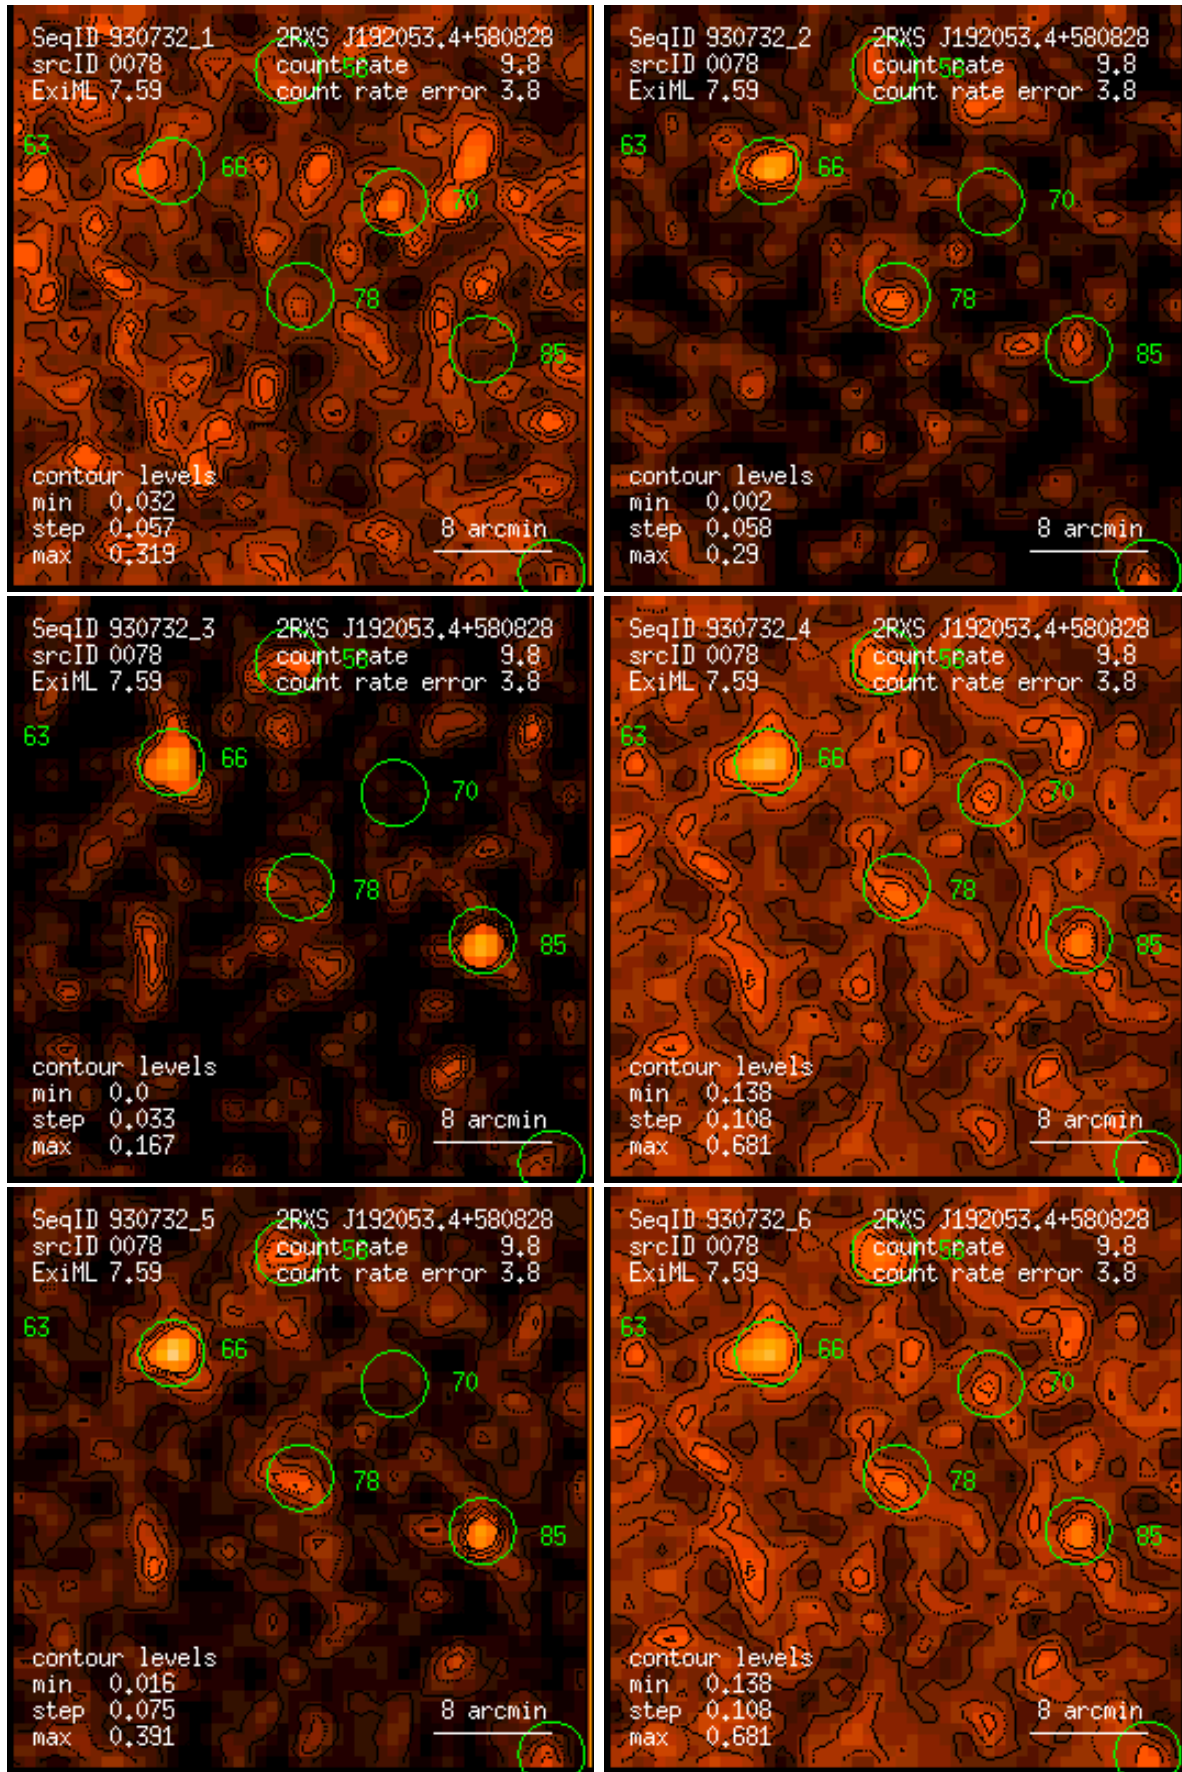 SeqID 930732_1 2RXS J192053.4+580828
srcID 0078 count rate 9.8
58
ExiML 7.59 count rate error 3.8
63
66
70
78
85
contour levels
min 0.032
step 0.057 8 arcmin
max 0.319
SeqID 930732_2 2RXS J192053.4+580828
srcID 0078 count rate 9.8
58
ExiML 7.59 count rate error 3.8
63
66
70
78
85
contour levels
min 0.002
step 0.058 8 arcmin
max 0.29
SeqID 930732_3 2RXS J192053.4+580828
srcID 0078 count rate 9.8
58
ExiML 7.59 count rate error 3.8
63
66
70
78
85
contour levels
min 0.0
step 0.033 8 arcmin
max 0.167
SeqID 930732_4 2RXS J192053.4+580828
srcID 0078 count rate 9.8
58
ExiML 7.59 count rate error 3.8
63
66
70
78
85
contour levels
min 0.138
step 0.108 8 arcmin
max 0.681
SeqID 930732_5 2RXS J192053.4+580828
srcID 0078 count rate 9.8
58
ExiML 7.59 count rate error 3.8
63
66
70
78
85
contour levels
min 0.016
step 0.075 8 arcmin
max 0.391
SeqID 930732_6 2RXS J192053.4+580828
srcID 0078 count rate 9.8
58
ExiML 7.59 count rate error 3.8
63
66
70
78
85
contour levels
min 0.138
step 0.108 8 arcmin
max 0.681